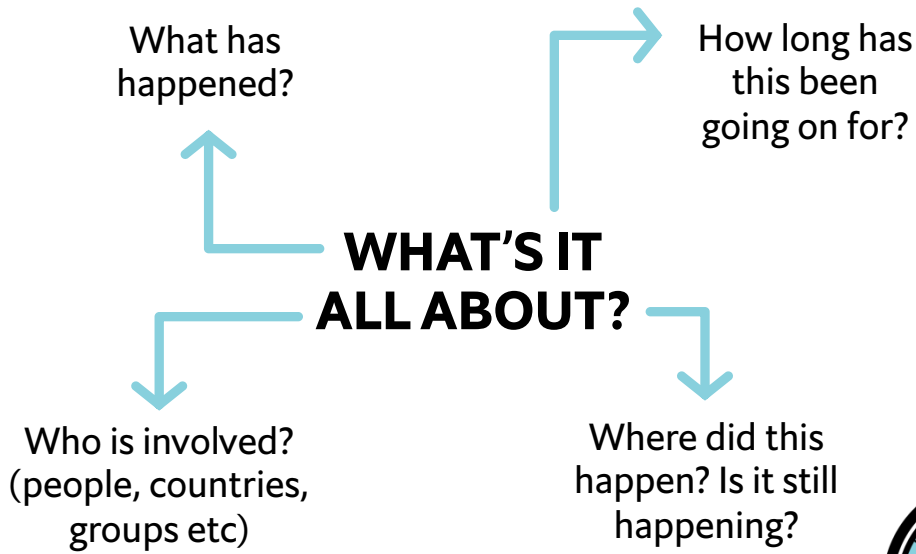 What has
happened?
How long has
this been
going on for?
WHAT'S IT
ALL ABOUT?
Who is involved?
(people, countries,
groups etc)
Where did this
happen? Is it still
happening?